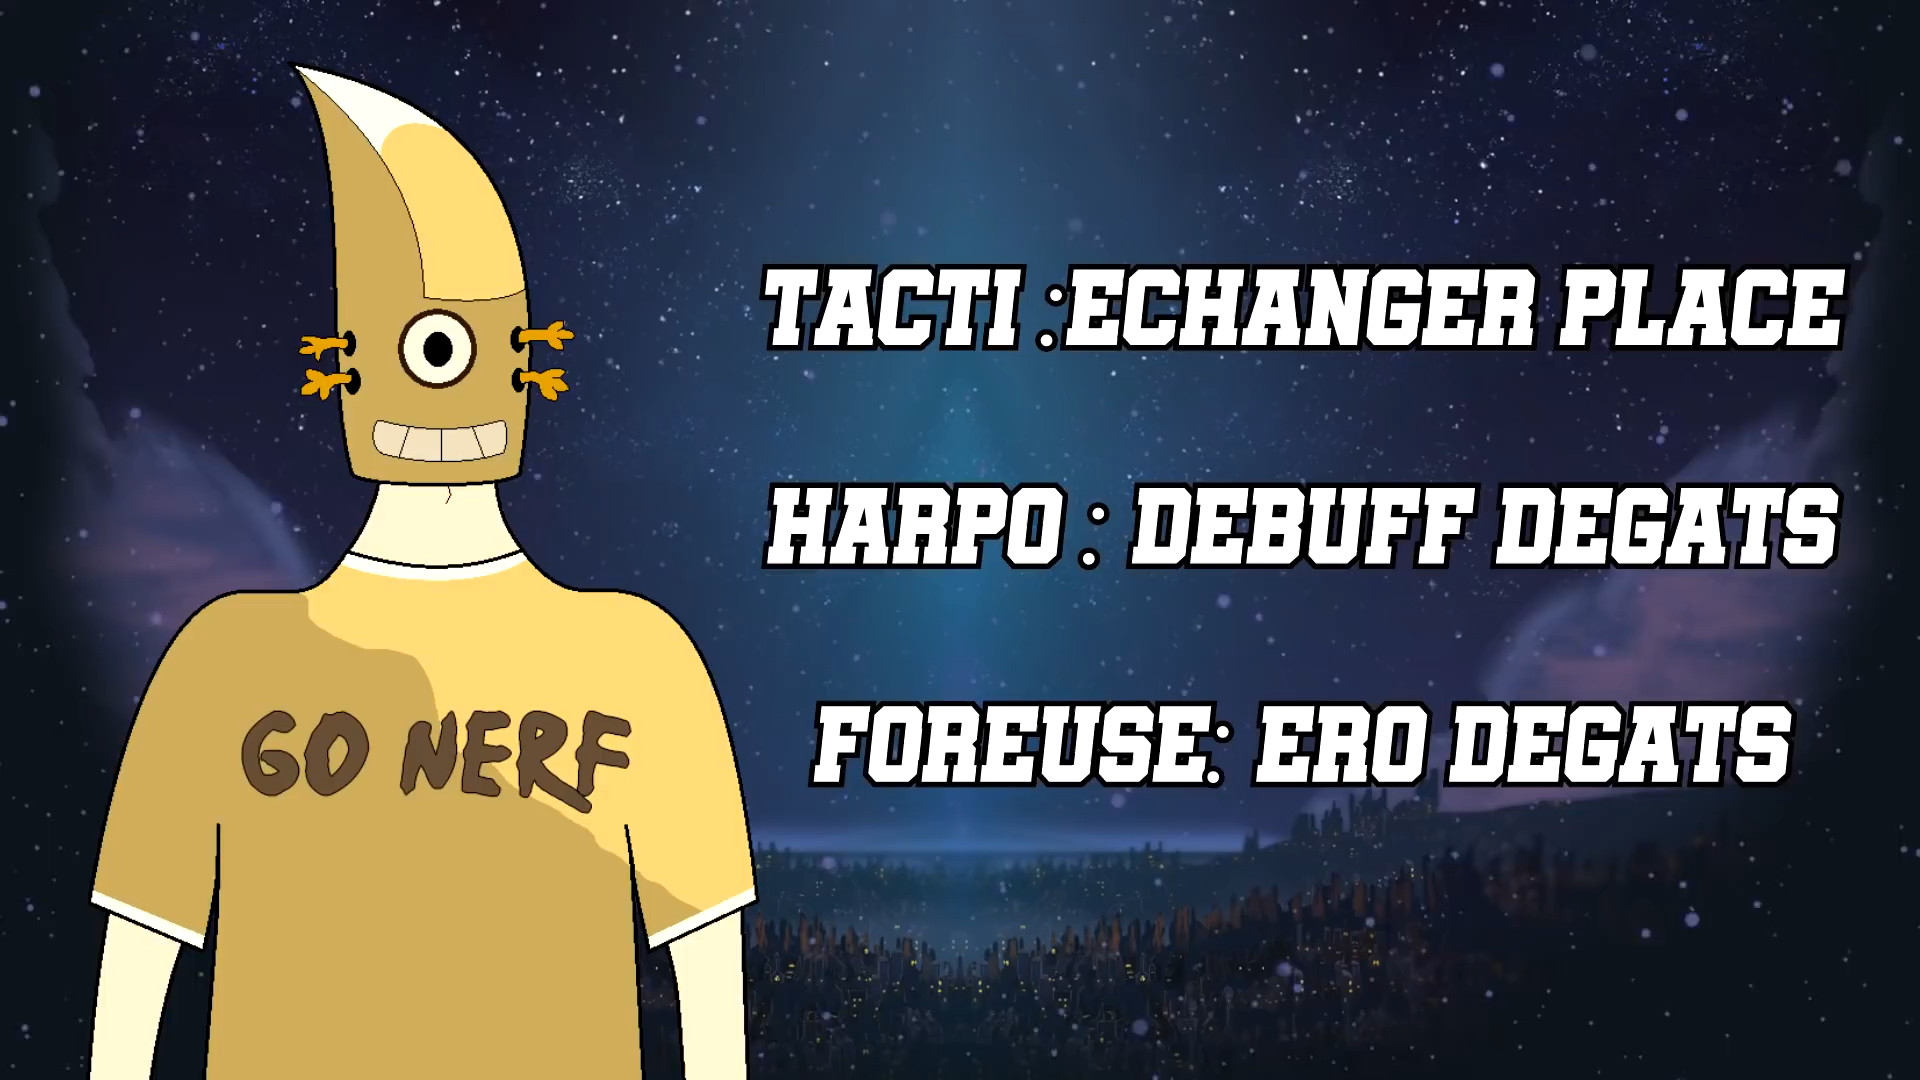 TACTI :ECHANGER PLACE
HARPO : DEBUFF DEGATS
FOREUSE: ERO DEGATS
GO NERF